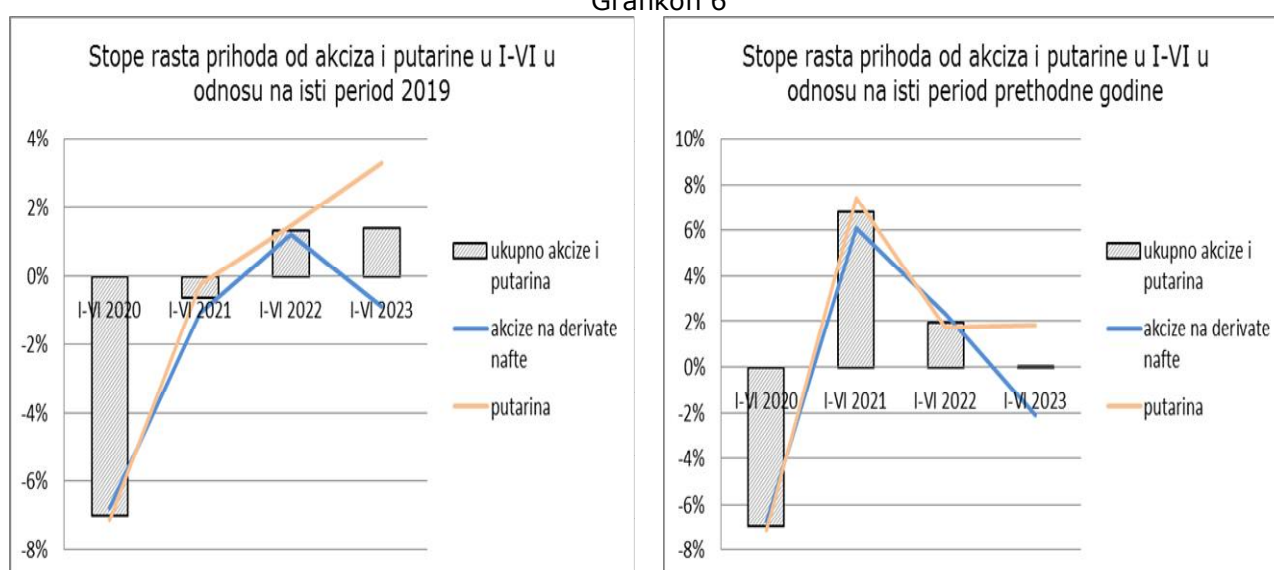 Grafikon 6
Stope rasta prihoda od akciza i putarine u I-VI u
odnosu na isti period 2019
4%
2%
0%
-2%
-4%
-6%
-8%
I-VI 2020
I-VI 2021
I-VI 2022
I-VI 2023
ukupno akcize i
putarina
akcize na derivate
nafte
putarina
Stope rasta prihoda od akciza i putarine u I-VI u
odnosu na isti period prethodne godine
10%
8%
6%
4%
2%
0%
-2%
-4%
-6%
-8%
I-VI 2020
I-VI 2021
I-VI 2022
I-VI 2023
ukupno akcize i
putarina
akcize na derivate
nafte
putarina